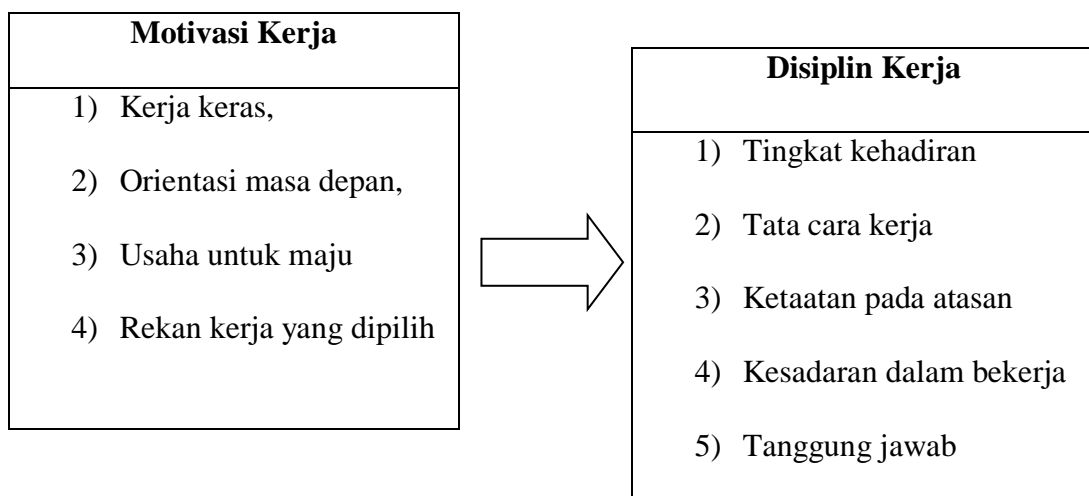 Motivasi Kerja
1) Kerja keras,
2) Orientasi masa depan,
3) Usaha untuk maju
4) Rekan kerja yang dipilih
Disiplin Kerja
1) Tingkat kehadiran
2) Tata cara kerja
3) Ketaatan pada atasan
4) Kesadaran dalam bekerja
5) Tanggung jawab